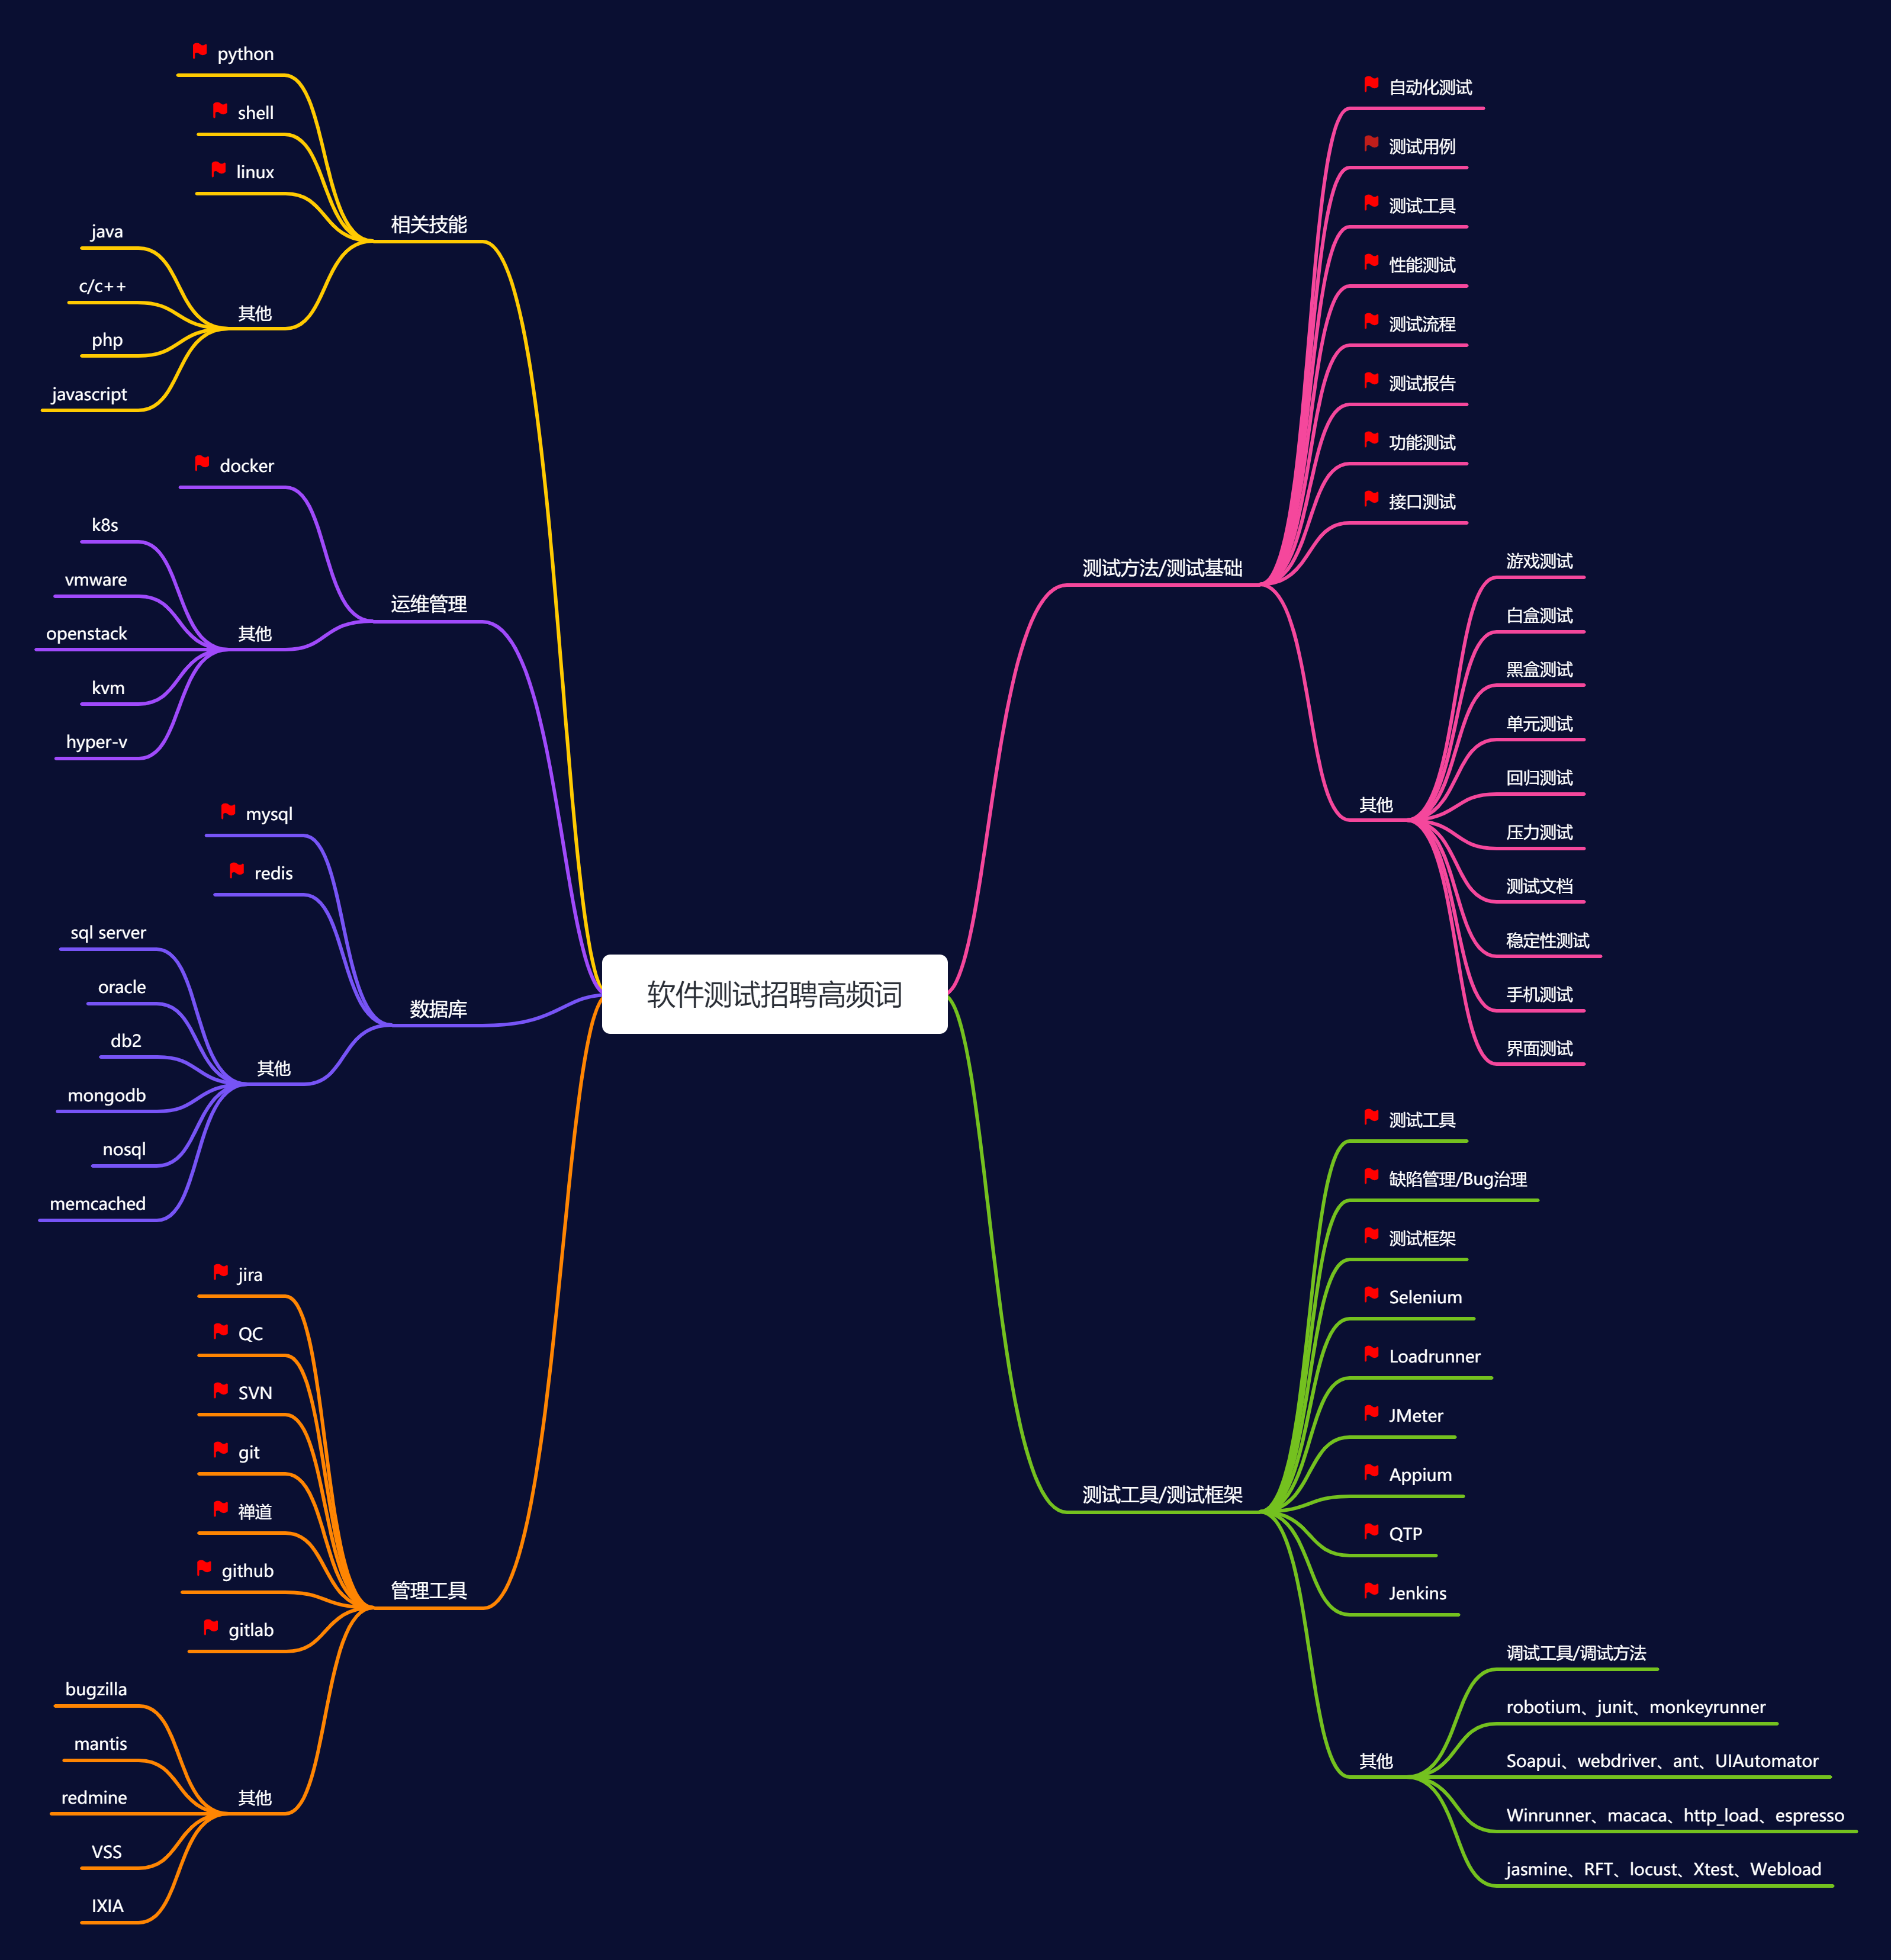 软件测试招聘高频词
相关技能
python
shell
linux
其他
java
c/c++
php
javascript
运维管理
docker
其他
k8s
vmware
openstack
kvm
hyper-v
数据库
mysql
redis
其他
sql server
oracle
db2
mongodb
nosql
memcached
管理工具
jira
QC
SVN
git
禅道
github
gitlab
其他
bugzilla
mantis
redmine
VSS
IXIA
测试方法/测试基础
自动化测试
测试用例
测试工具
性能测试
测试流程
测试报告
功能测试
接口测试
其他
游戏测试
白盒测试
黑盒测试
单元测试
回归测试
压力测试
测试文档
稳定性测试
手机测试
界面测试
测试工具/测试框架
测试工具
缺陷管理/Bug治理
测试框架
Selenium
Loadrunner
JMeter
Appium
QTP
Jenkins
其他
调试工具/调试方法
robotium、junit、monkeyrunner
Soapui、webdriver、ant、UIAutomator
Winrunner、macaca、http_load、espresso
jasmine、RFT、locust、Xtest、Webload